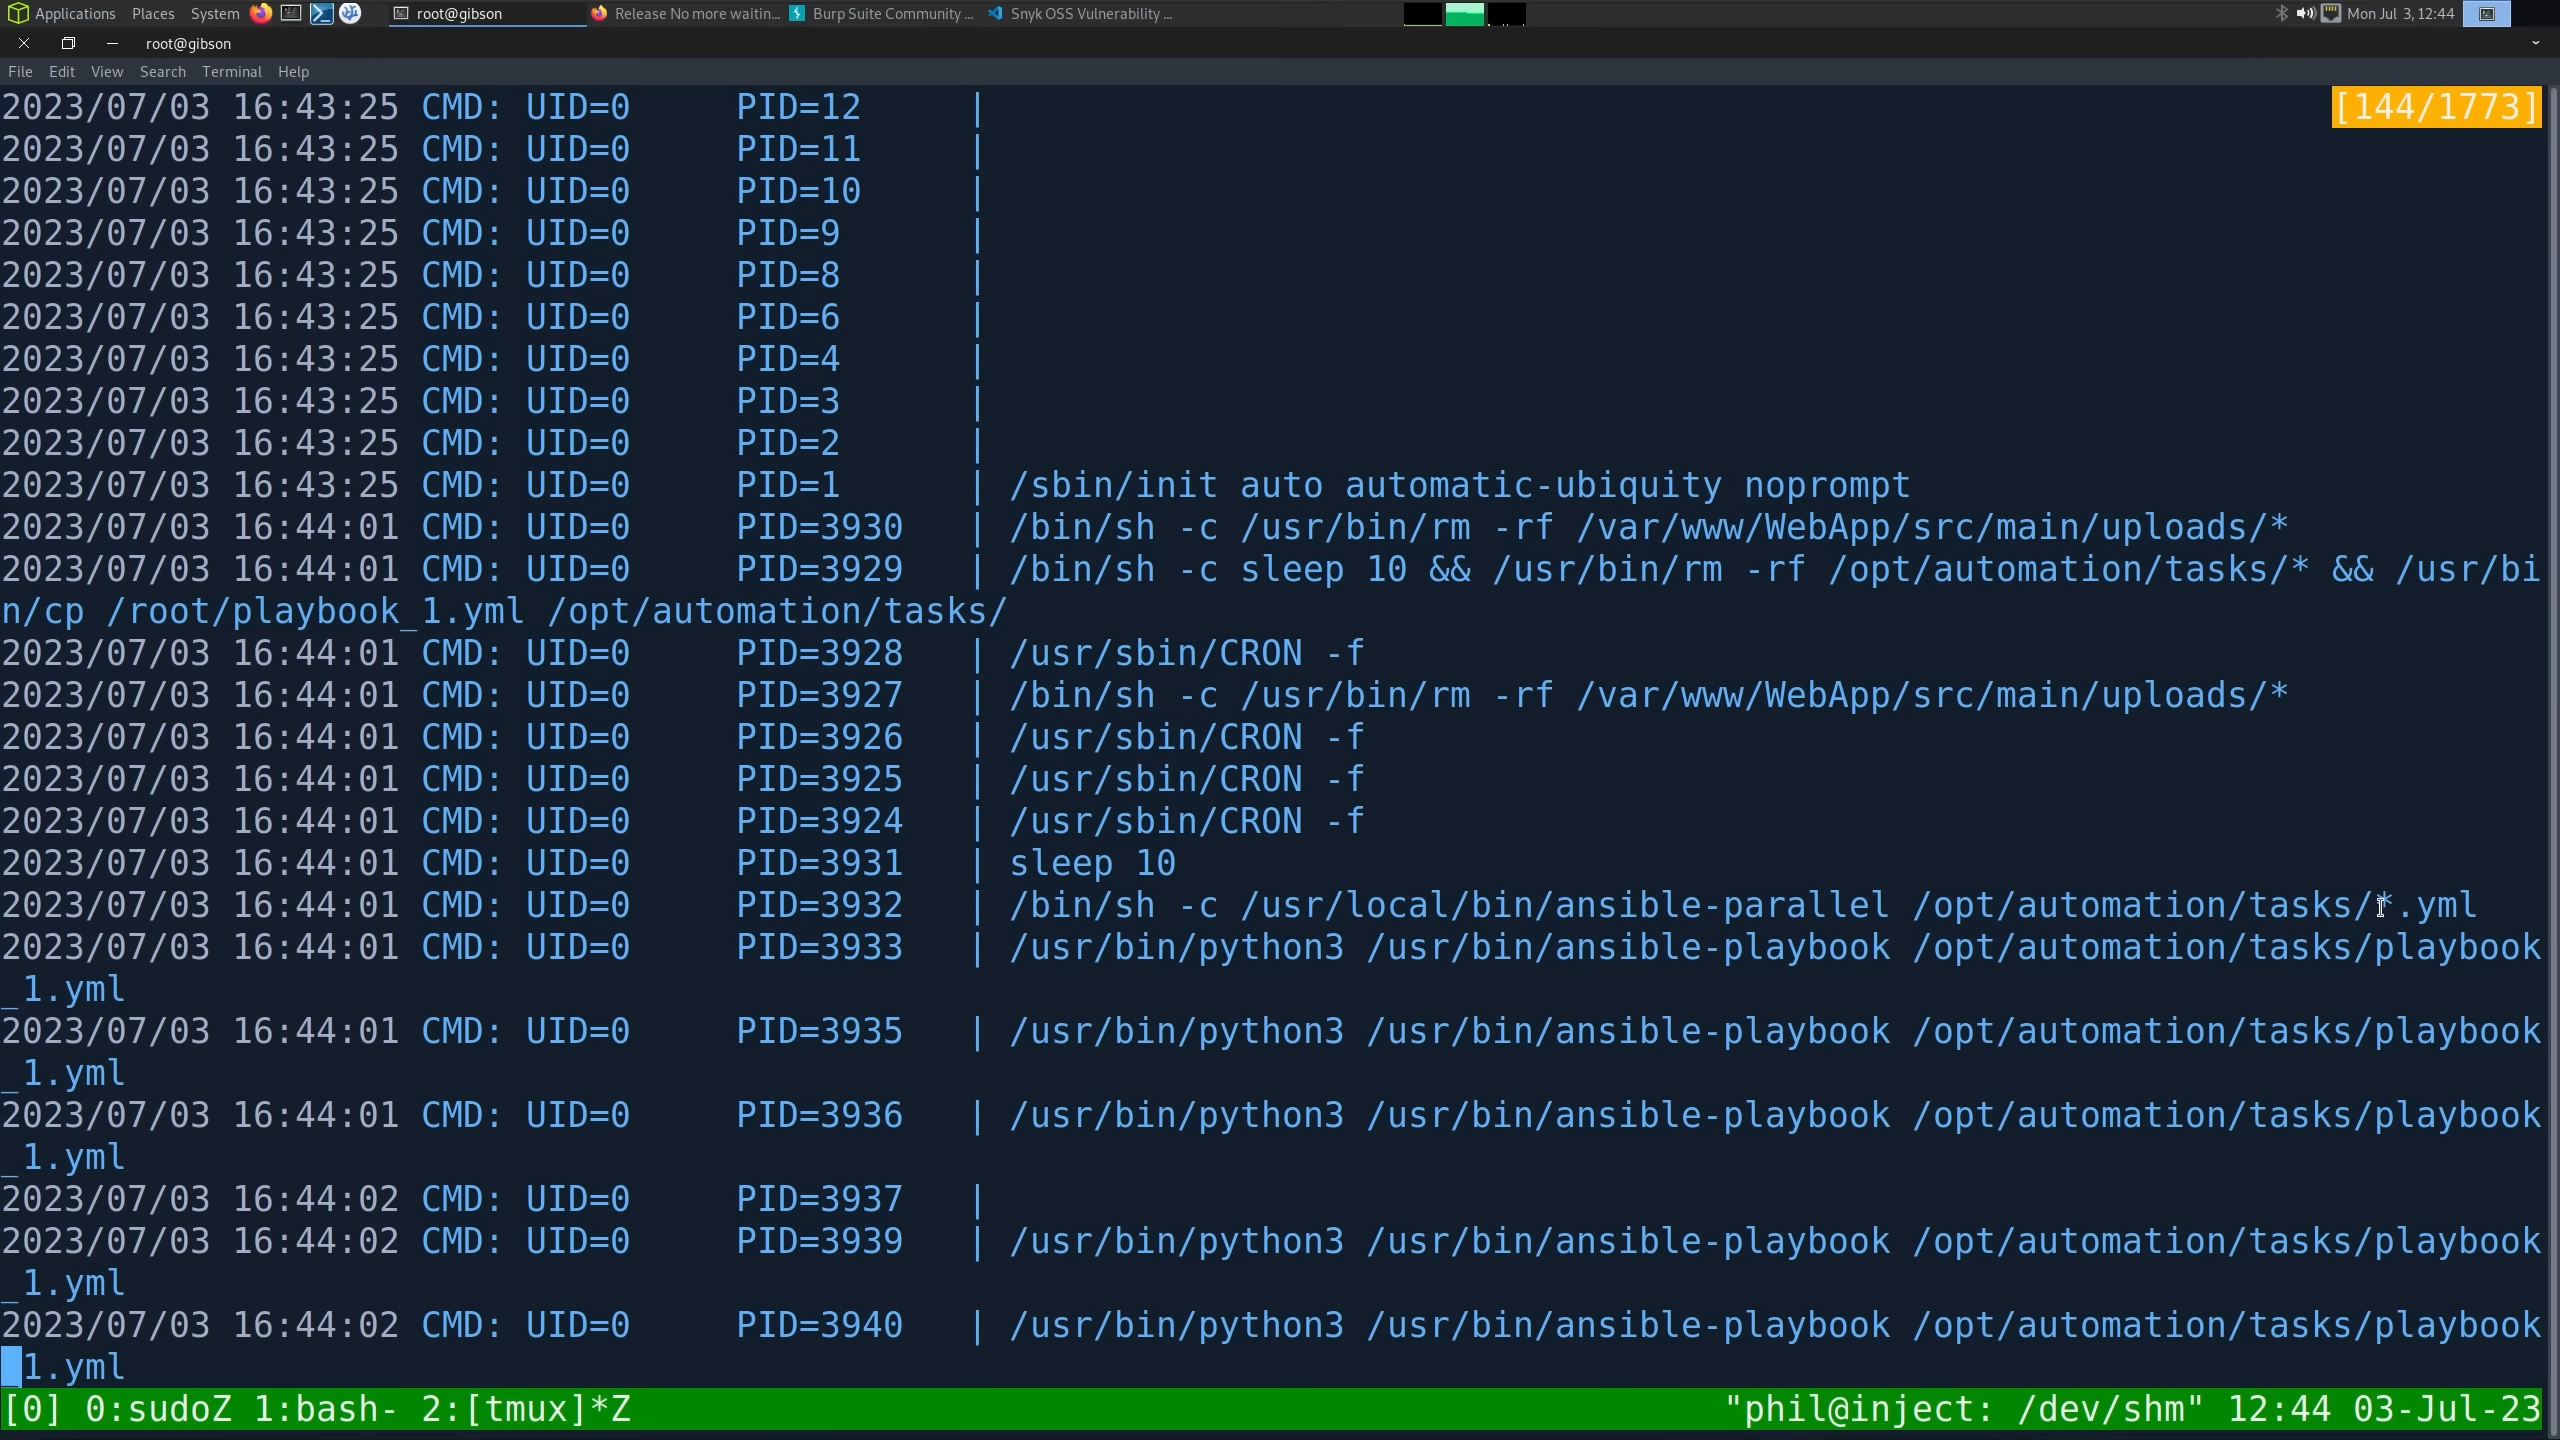 Applications Places System root@gibson Release No more waitin... Burp Suite Community ... Snyk OSS Vulnerability ... Mon Jul 3, 12:44
root@gibson
File Edit View Search Terminal Help
2023/07/03 16:43:25 CMD: UID=0 PID=12 | [144/1773]
2023/07/03 16:43:25 CMD: UID=0 PID=11 |
2023/07/03 16:43:25 CMD: UID=0 PID=10 |
2023/07/03 16:43:25 CMD: UID=0 PID=9 |
2023/07/03 16:43:25 CMD: UID=0 PID=8 |
2023/07/03 16:43:25 CMD: UID=0 PID=6 |
2023/07/03 16:43:25 CMD: UID=0 PID=4 |
2023/07/03 16:43:25 CMD: UID=0 PID=3 |
2023/07/03 16:43:25 CMD: UID=0 PID=2 |
2023/07/03 16:43:25 CMD: UID=0 PID=1 | /sbin/init auto automatic-ubiquity noprompt
2023/07/03 16:44:01 CMD: UID=0 PID=3930 | /bin/sh -c /usr/bin/rm -rf /var/www/WebApp/src/main/uploads/*
2023/07/03 16:44:01 CMD: UID=0 PID=3929 | /bin/sh -c sleep 10 && /usr/bin/rm -rf /opt/automation/tasks/* && /usr/bi
n/cp /root/playbook_1.yml /opt/automation/tasks/
2023/07/03 16:44:01 CMD: UID=0 PID=3928 | /usr/sbin/CRON -f
2023/07/03 16:44:01 CMD: UID=0 PID=3927 | /bin/sh -c /usr/bin/rm -rf /var/www/WebApp/src/main/uploads/*
2023/07/03 16:44:01 CMD: UID=0 PID=3926 | /usr/sbin/CRON -f
2023/07/03 16:44:01 CMD: UID=0 PID=3925 | /usr/sbin/CRON -f
2023/07/03 16:44:01 CMD: UID=0 PID=3924 | /usr/sbin/CRON -f
2023/07/03 16:44:01 CMD: UID=0 PID=3931 | sleep 10
2023/07/03 16:44:01 CMD: UID=0 PID=3932 | /bin/sh -c /usr/local/bin/ansible-parallel /opt/automation/tasks/*.yml
2023/07/03 16:44:01 CMD: UID=0 PID=3933 | /usr/bin/python3 /usr/bin/ansible-playbook /opt/automation/tasks/playbook
_1.yml
2023/07/03 16:44:01 CMD: UID=0 PID=3935 | /usr/bin/python3 /usr/bin/ansible-playbook /opt/automation/tasks/playbook
_1.yml
2023/07/03 16:44:01 CMD: UID=0 PID=3936 | /usr/bin/python3 /usr/bin/ansible-playbook /opt/automation/tasks/playbook
_1.yml
2023/07/03 16:44:02 CMD: UID=0 PID=3937 |
2023/07/03 16:44:02 CMD: UID=0 PID=3939 | /usr/bin/python3 /usr/bin/ansible-playbook /opt/automation/tasks/playbook
_1.yml
2023/07/03 16:44:02 CMD: UID=0 PID=3940 | /usr/bin/python3 /usr/bin/ansible-playbook /opt/automation/tasks/playbook
_1.yml
[0] 0:sudoZ 1:bash- 2:[tmux]*Z "phil@inject: /dev/shm" 12:44 03-Jul-23